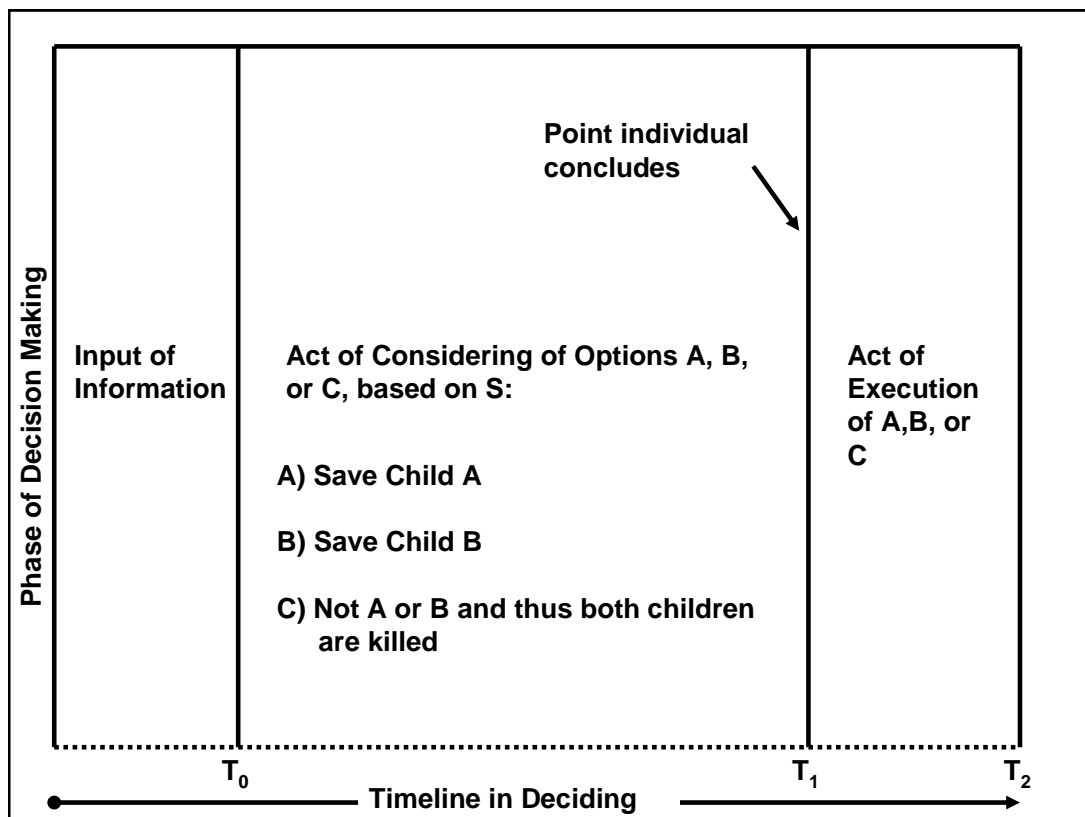 Phase of Decision Making
Input of
Information
Act of Considering of Options A, B,
or C, based on S:
A) Save Child A
B) Save Child B
C) Not A or B and thus both children
are killed
Point individual
concludes
Act of
Execution
of A,B, or
C
T0
T1
T2
Timeline in Deciding